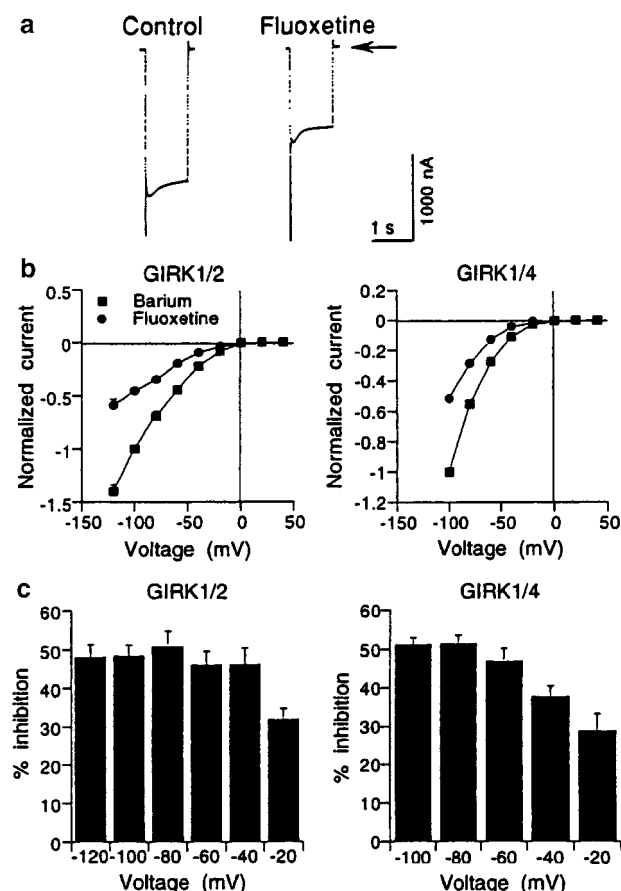 a
Control
Fluoxetine
1 s
1000 nA
b
GIRK1/2
0.5
0
-0.5
-1
-1.5
Normalized current
Barium
Fluoxetine
-150
-100
-50
0
50
Voltage (mV)
GIRK1/4
0.2
0
-0.2
-0.4
-0.6
-0.8
-1
-1.2
Normalized current
-150
-100
-50
0
50
Voltage (mV)
c
GIRK1/2
60
50
40
30
20
10
0
% inhibition
-120
-100
-80
-60
-40
-20
Voltage (mV)
GIRK1/4
60
50
40
30
20
10
0
% inhibition
-100
-80
-60
-40
-20
Voltage (mV)